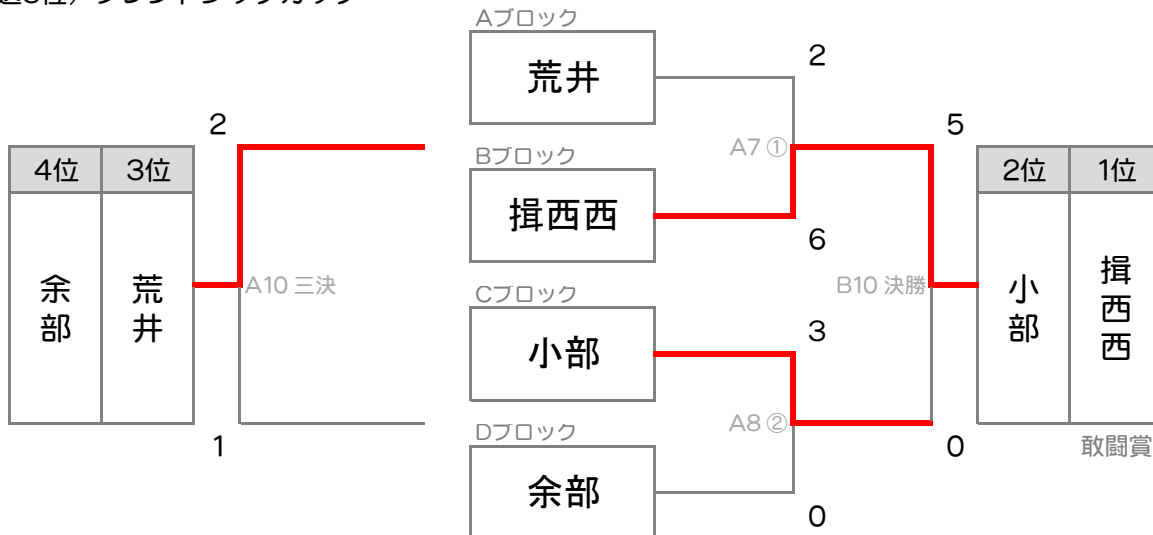 Aブロック
荒井
2
2
5
A7 ①
4位
3位
Bブロック
2位
1位
揖西西
6
余部
荒井
A10 三決
Cブロック
B10 決勝
小部
揖西西
小部
3
A8 ②
Dブロック
1
0
敢闘賞
余部
0